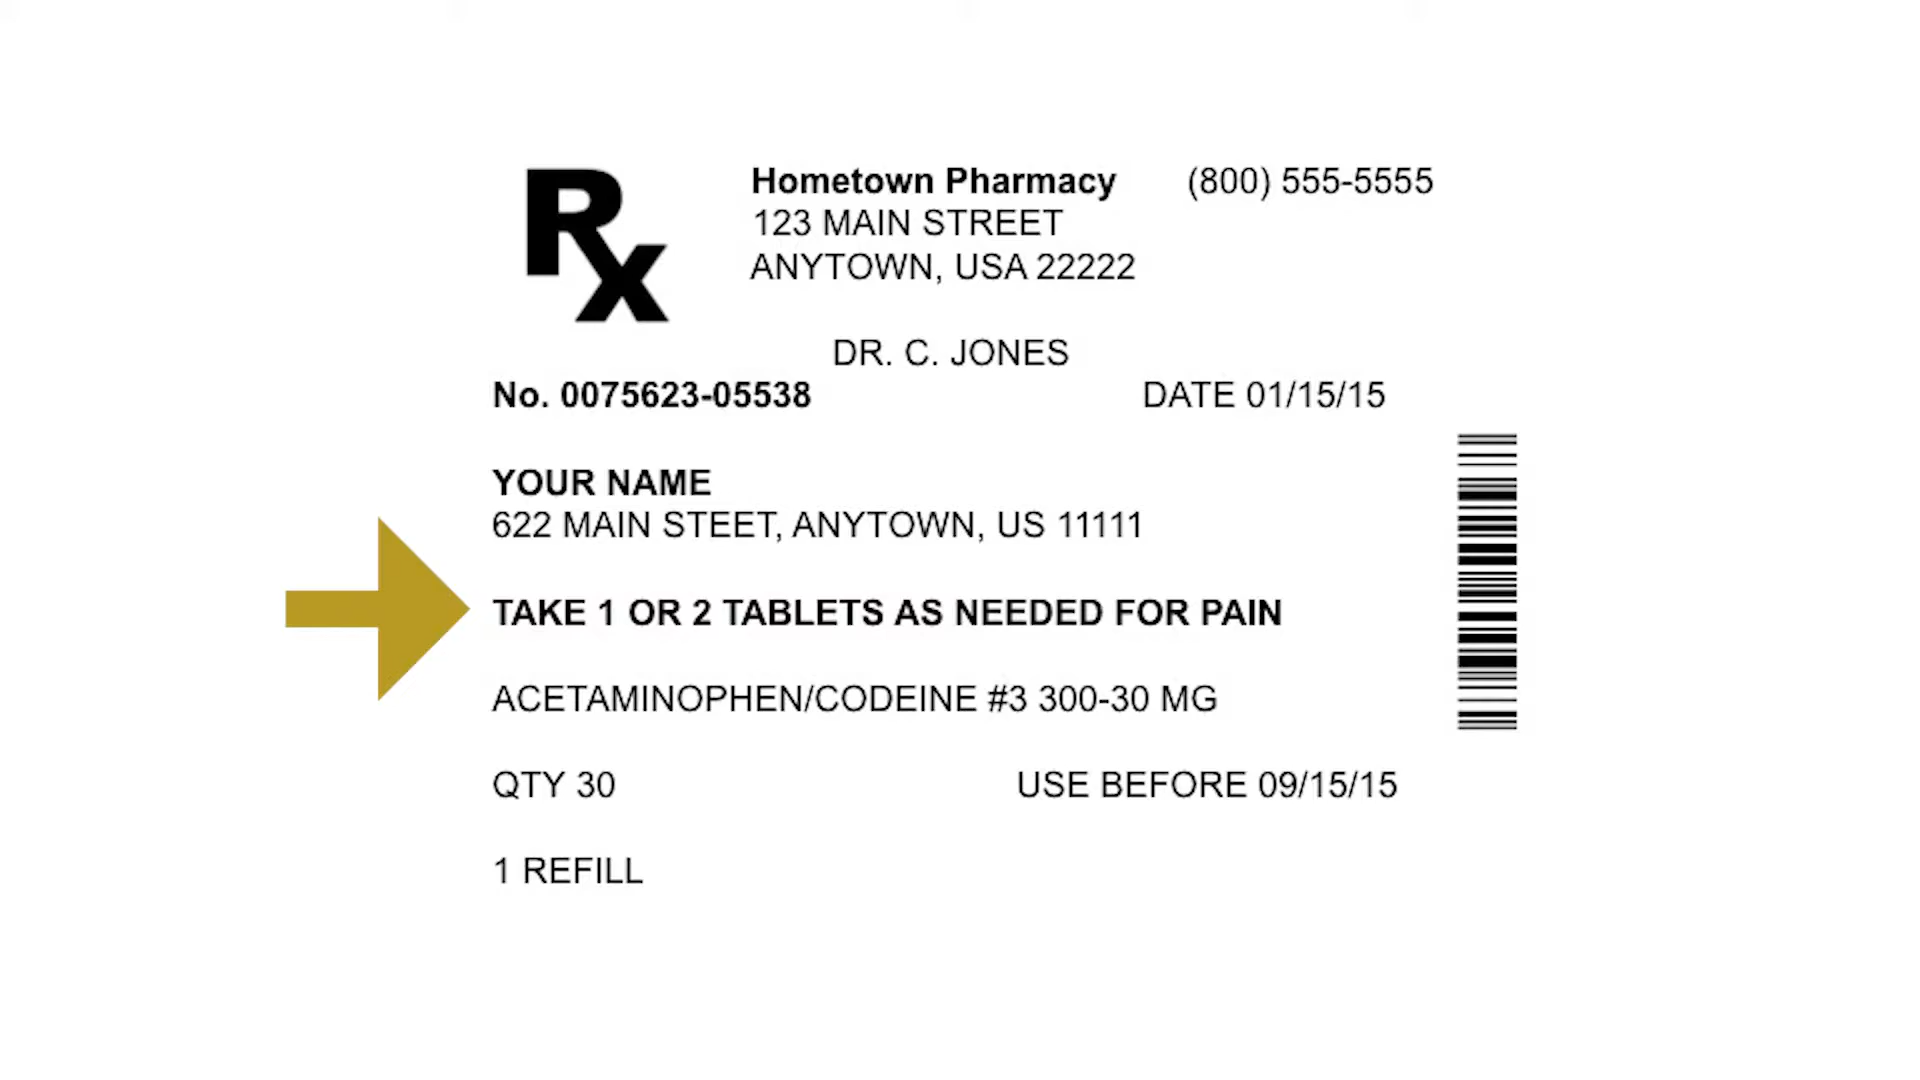 Rx
Hometown Pharmacy (800) 555-5555
123 MAIN STREET
ANYTOWN, USA 22222
DR. C. JONES
No. 0075623-05538 DATE 01/15/15
YOUR NAME
622 MAIN STEET, ANYTOWN, US 11111
TAKE 1 OR 2 TABLETS AS NEEDED FOR PAIN
ACETAMINOPHEN/CODEINE #3 300-30 MG
QTY 30 USE BEFORE 09/15/15
1 REFILL